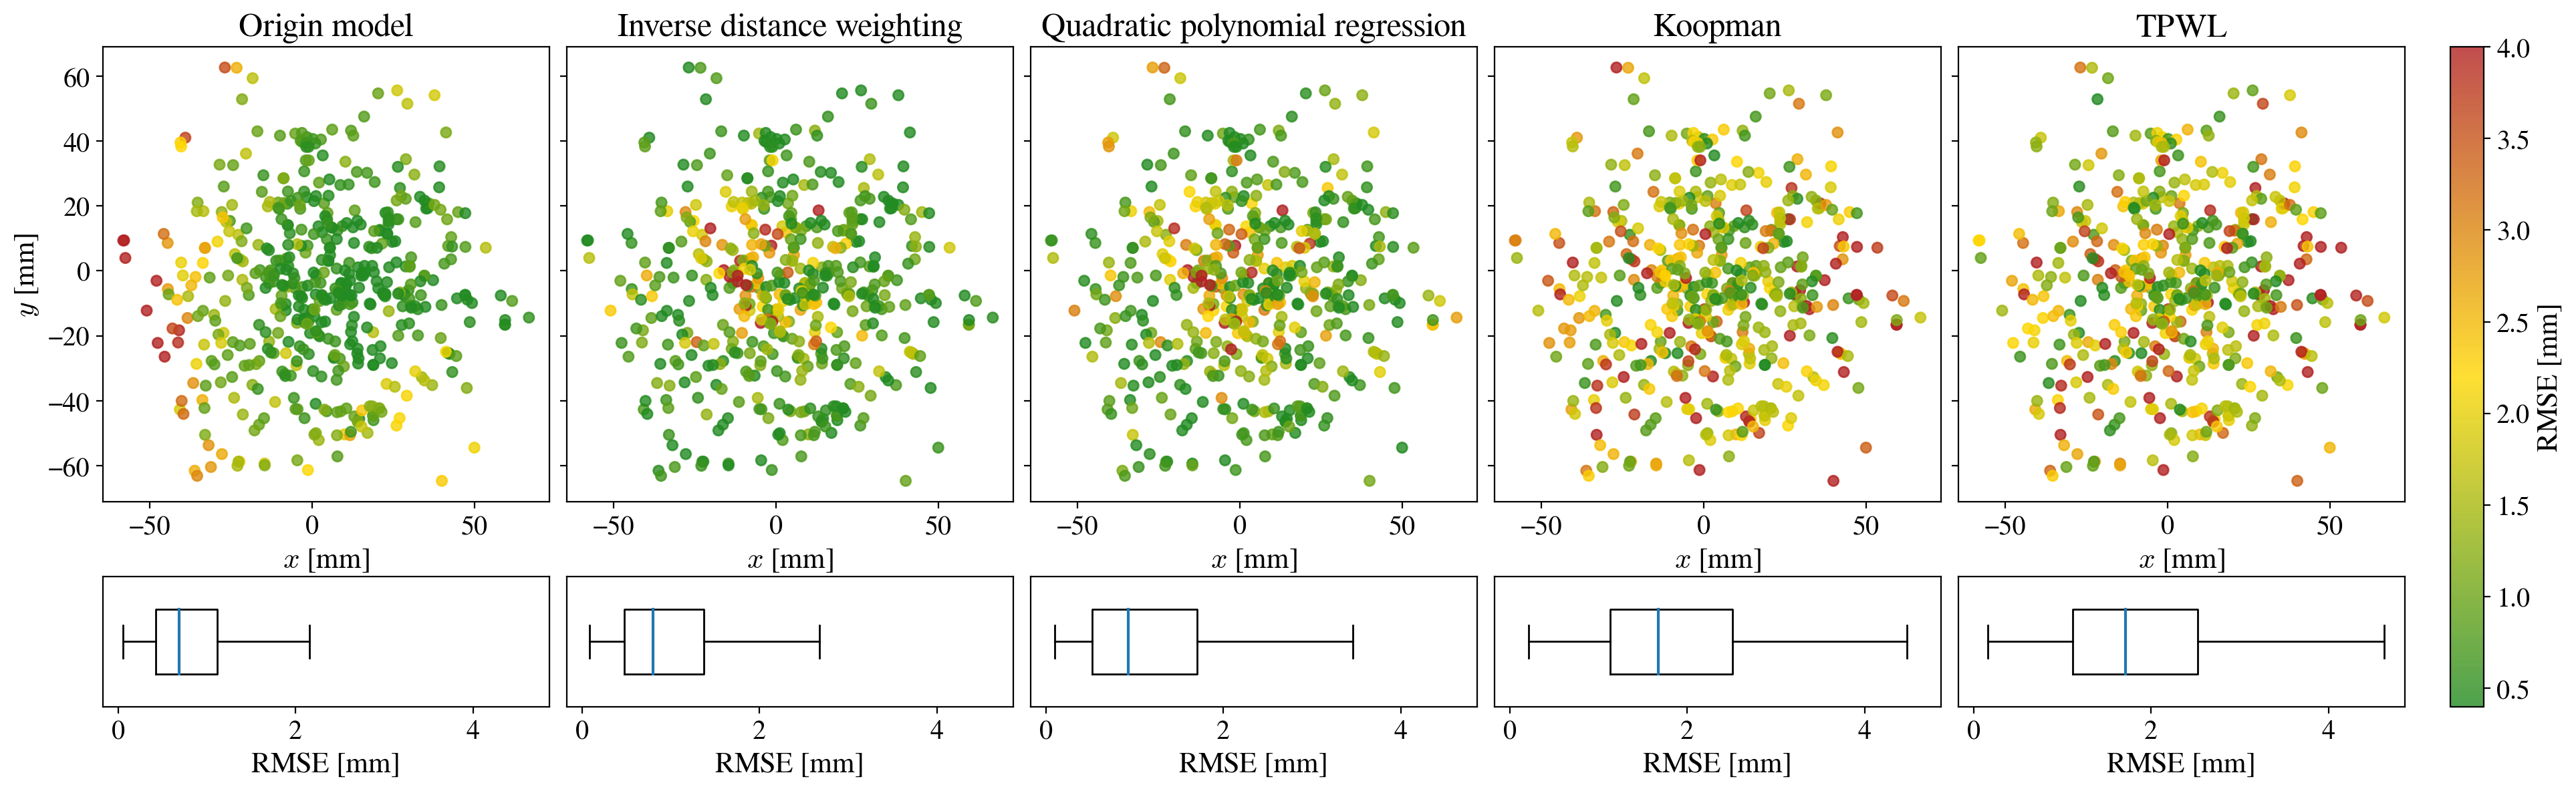 Origin model
Inverse distance weighting
Quadratic polynomial regression
Koopman
TPWL
60
40
20
0
−20
−40
−60
y [mm]
−50 0 50
−50 0 50
−50 0 50
−50 0 50
−50 0 50
x [mm]
x [mm]
x [mm]
x [mm]
x [mm]
4.0
3.5
3.0
2.5
2.0
1.5
1.0
0.5
RMSE [mm]
0 2 4
0 2 4
0 2 4
0 2 4
0 2 4
RMSE [mm]
RMSE [mm]
RMSE [mm]
RMSE [mm]
RMSE [mm]